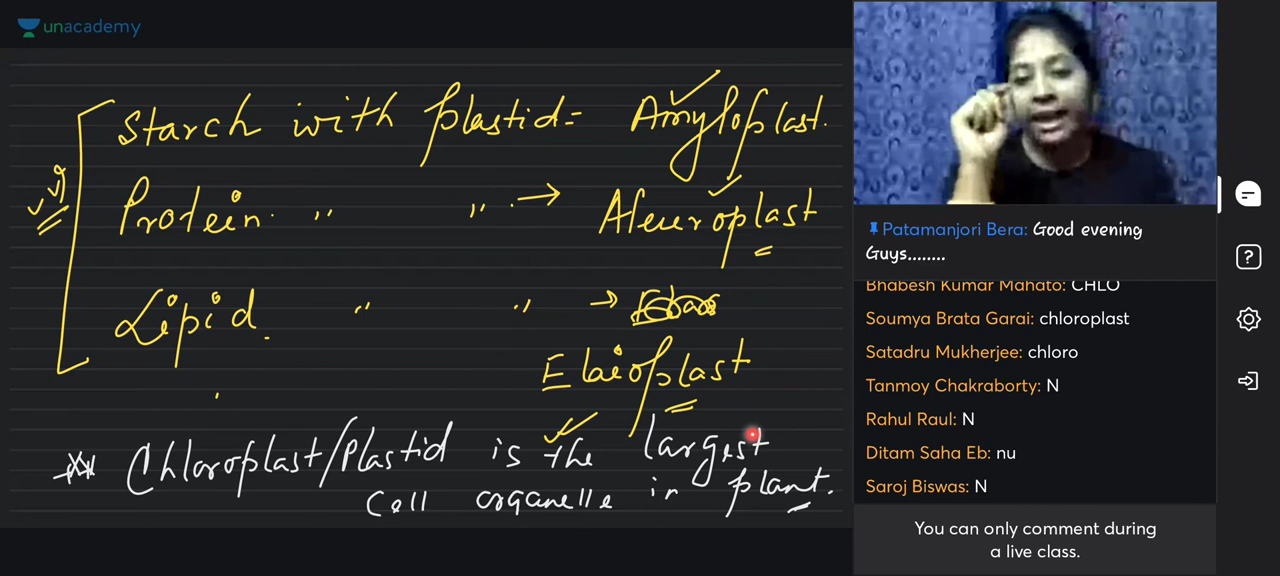 unacademy
Starch with plastid = Amyloplast.
Protein. " " . → Aleuroplast
Lipid. " " →
Elaioplast
Chloroplast/Plastid is the largest
cell organelle in plant.
Patamanjori Bera: Good evening
Guys........
Bhabesh Kumar Mahato: CHLO
Soumya Brata Garai: chloroplast
Satadru Mukherjee: chloro
Tanmoy Chakraborty: N
Rahul Raul: N
Ditam Saha Eb: nu
Saroj Biswas: N
You can only comment during
a live class.